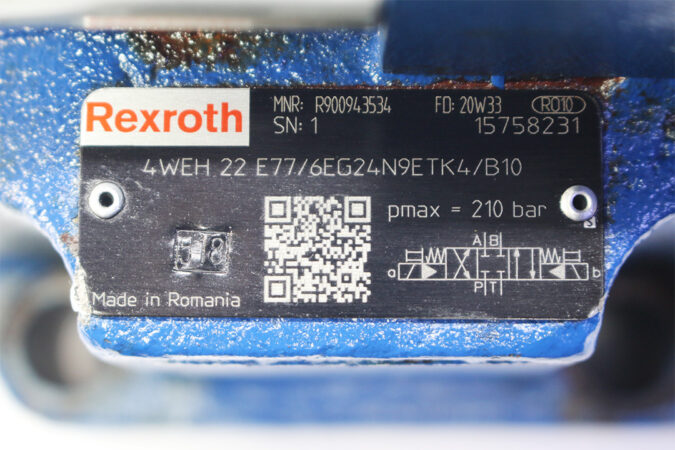 Rexroth
MNR: R900943534 FD: 20W33 RO10
SN: 1 15758231
4WEH 22 E77/6EG24N9ETK4/B10
pmax = 210 bar
A B
a b
P T
Made in Romania